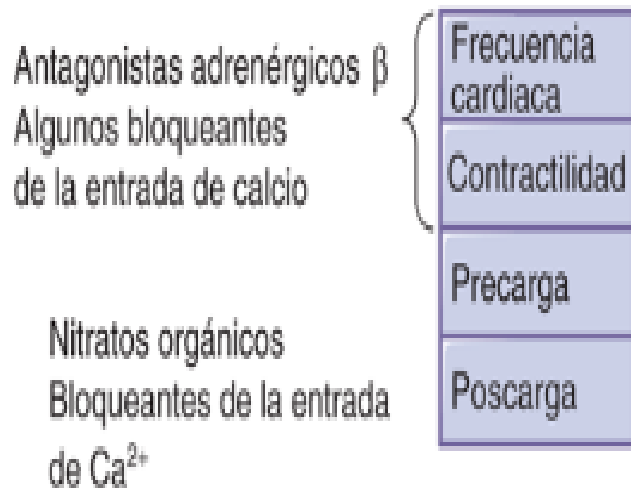 Antagonistas adrenérgicos β
Algunos bloqueantes
de la entrada de calcio
Frecuencia
cardiaca
Contractilidad
Precarga
Poscarga
Nitratos orgánicos
Bloqueantes de la entrada
de Ca²⁺